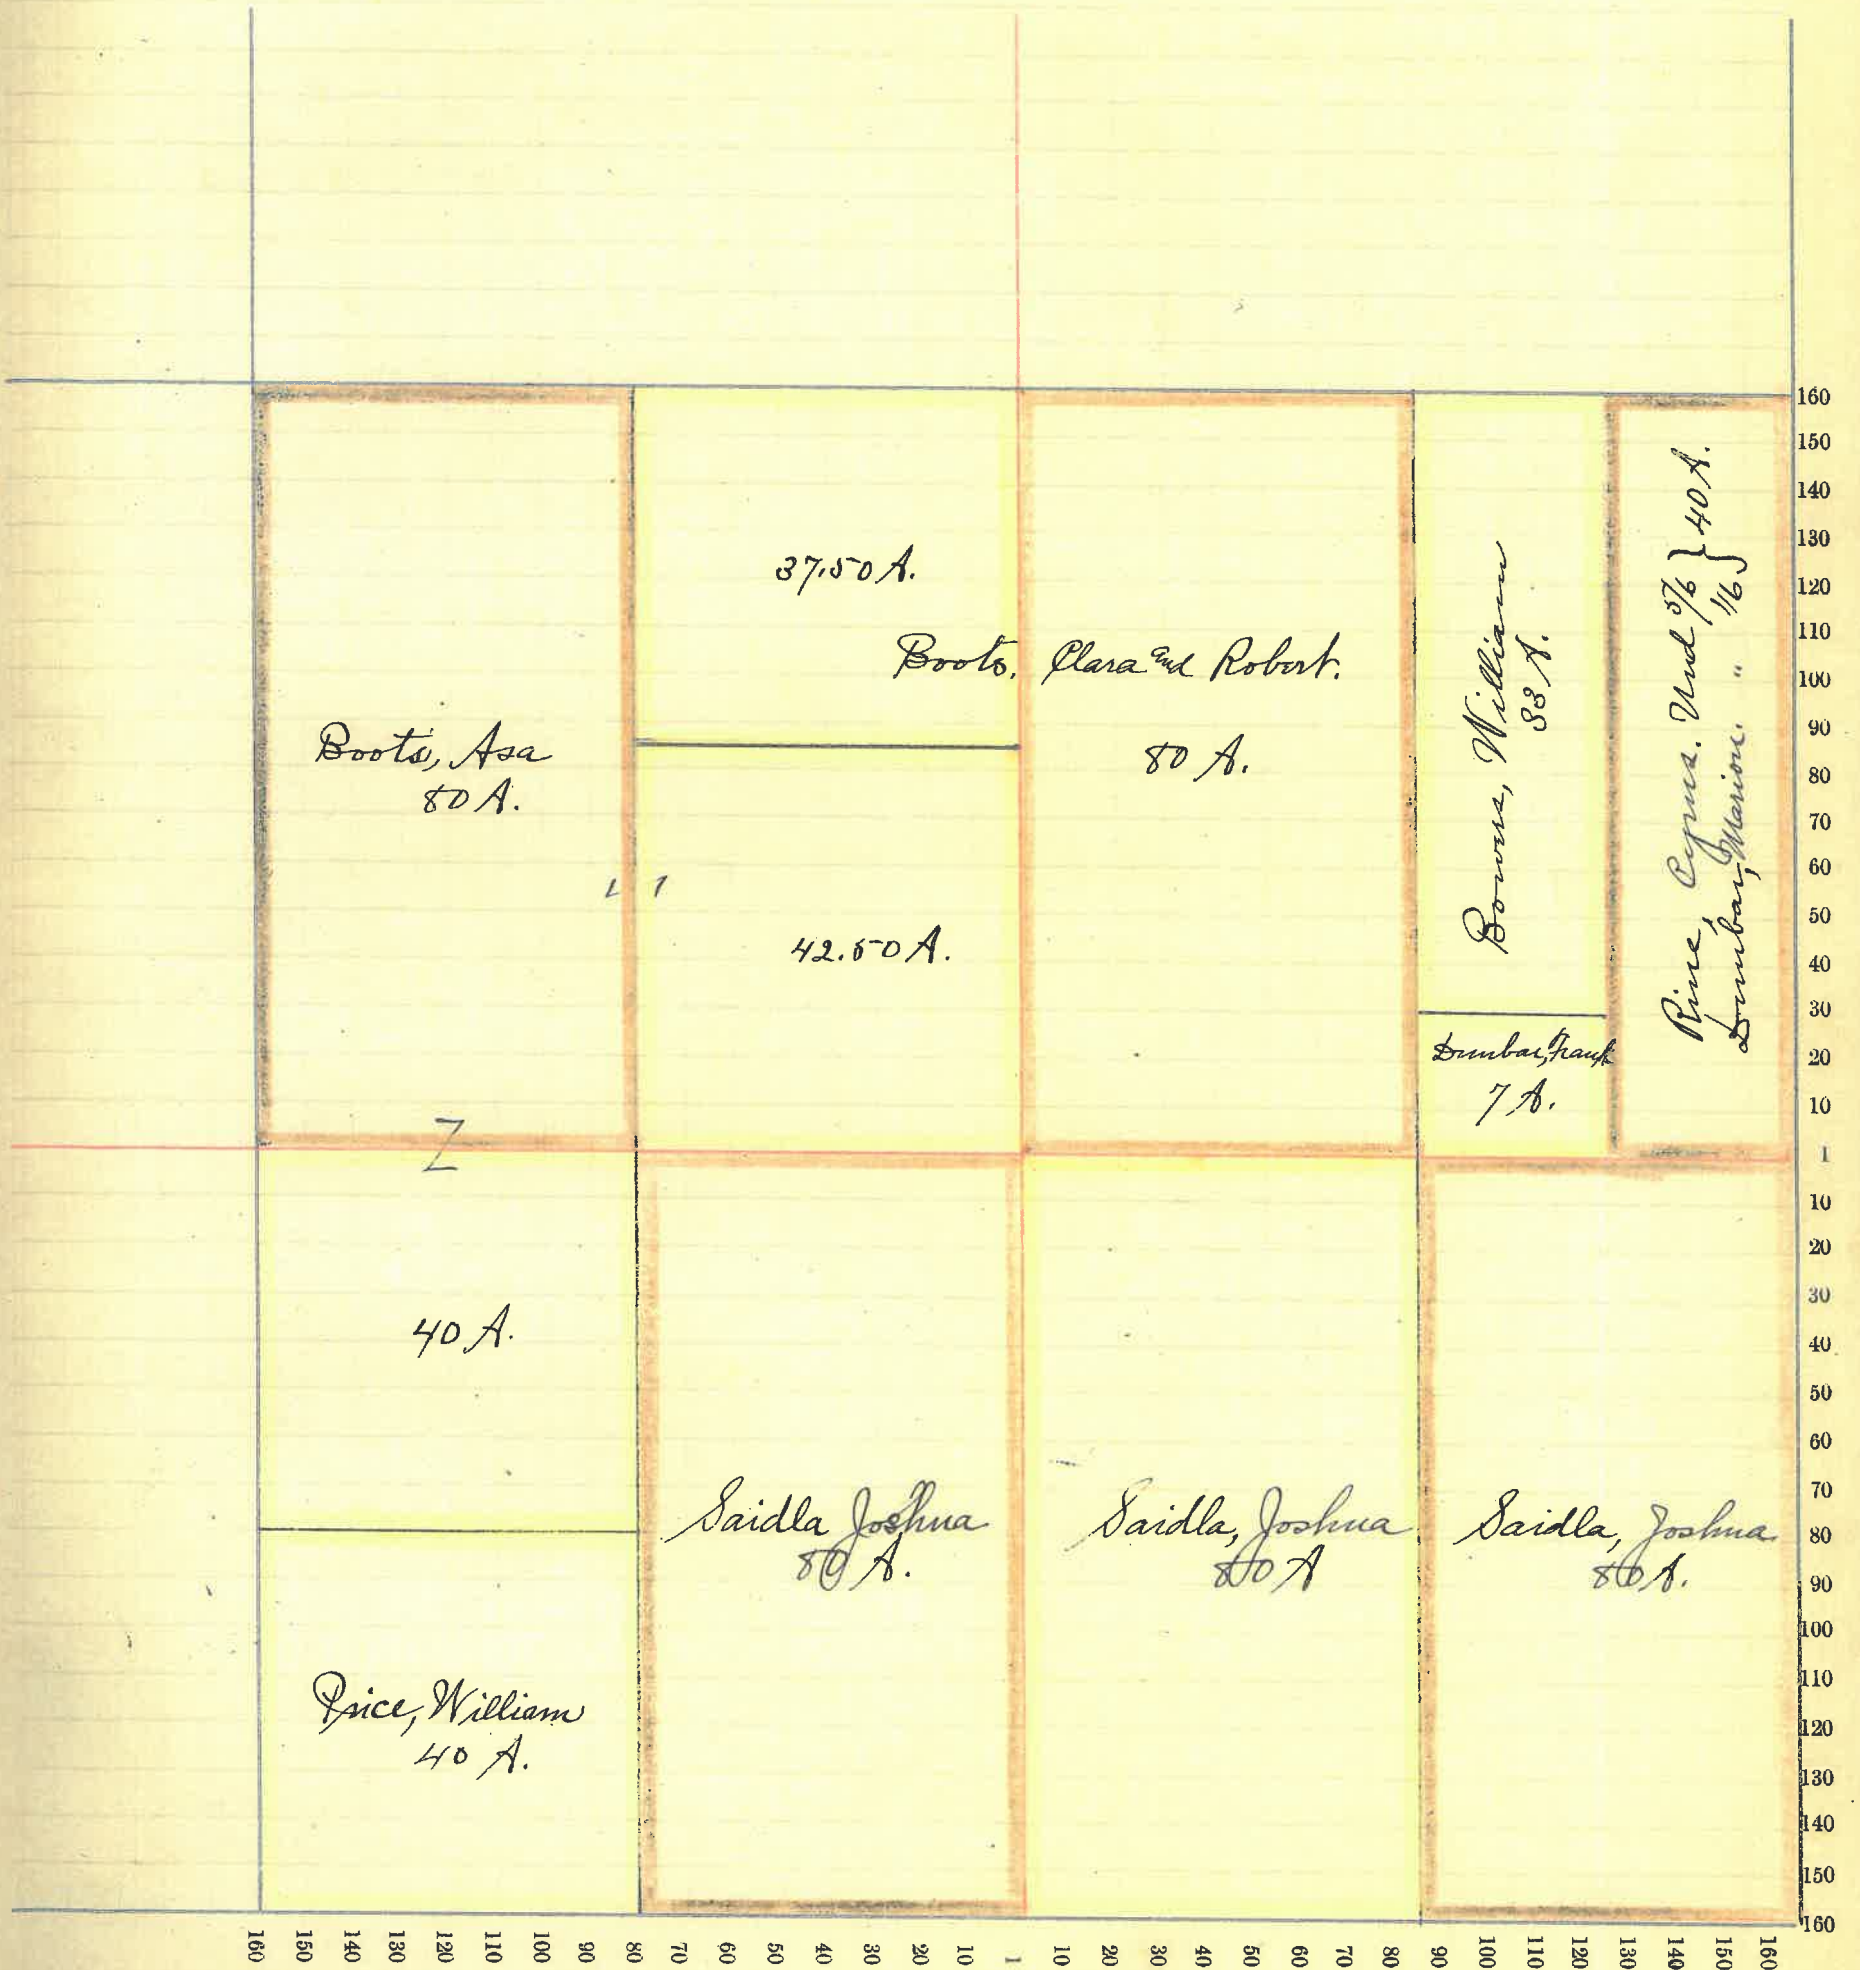 37.50 A.
Boots, Clara and Robert.
80 A.
Boots, Asa
80 A.
42.50 A.
Bowers, William
33 A.
Dunbar, Frank
7 A.
Rine, Cyrus. Und 5/6 } 40 A.
Dunbar, Marion. " 1/6 }
Z
40 A.
Price, William
40 A.
Saidla Joshua
80 A.
Saidla, Joshua
80 A
Saidla, Joshua
80 A.
160
150
140
130
120
110
100
90
80
70
60
50
40
30
20
10
1
10
20
30
40
50
60
70
80
90
100
110
120
130
140
150
160
160 150 140 130 120 110 100 90 80 70 60 50 40 30 20 10 1 10 20 30 40 50 60 70 80 90 100 110 120 130 140 150 160